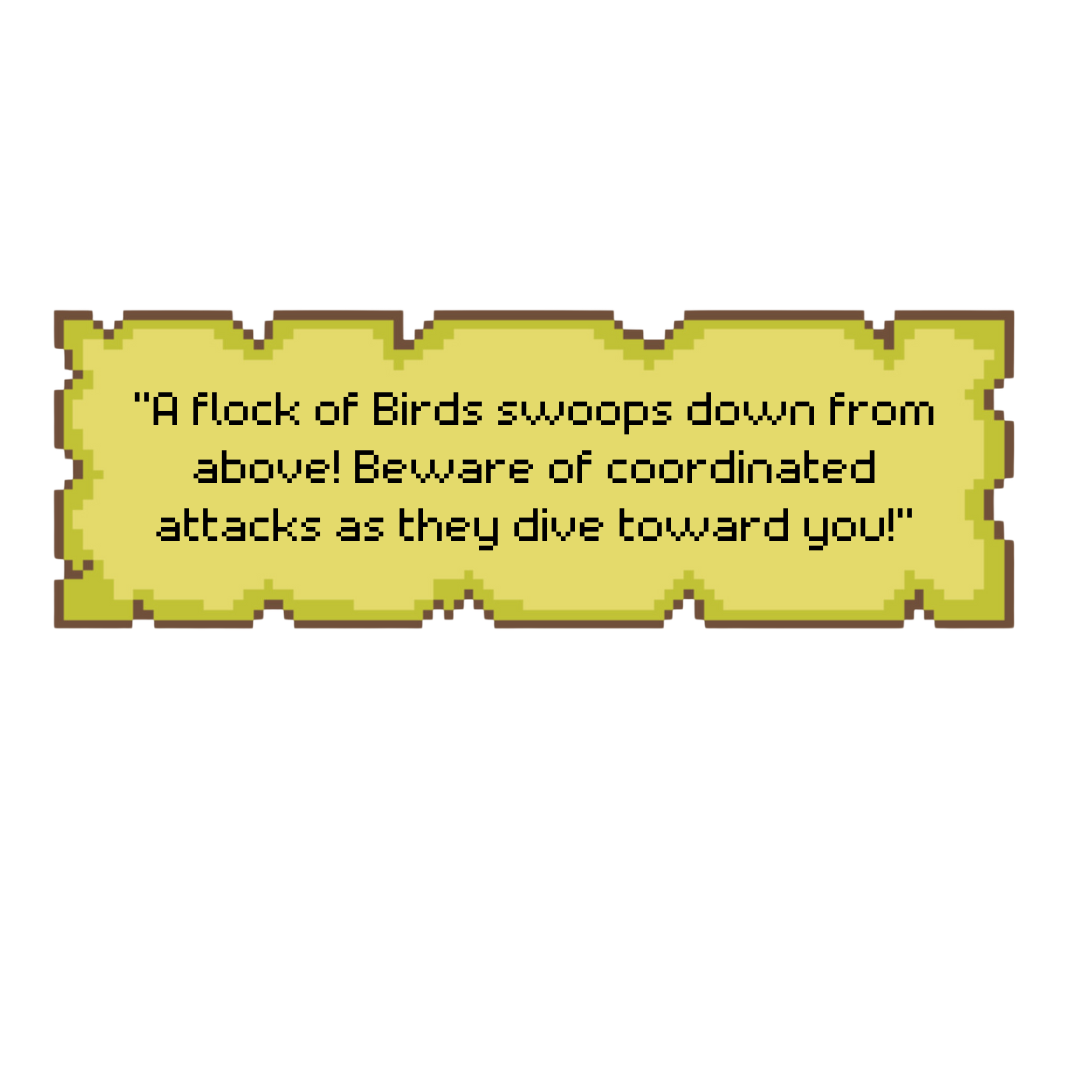 "A flock of Birds swoops down from
above! Beware of coordinated
attacks as they dive toward you!"